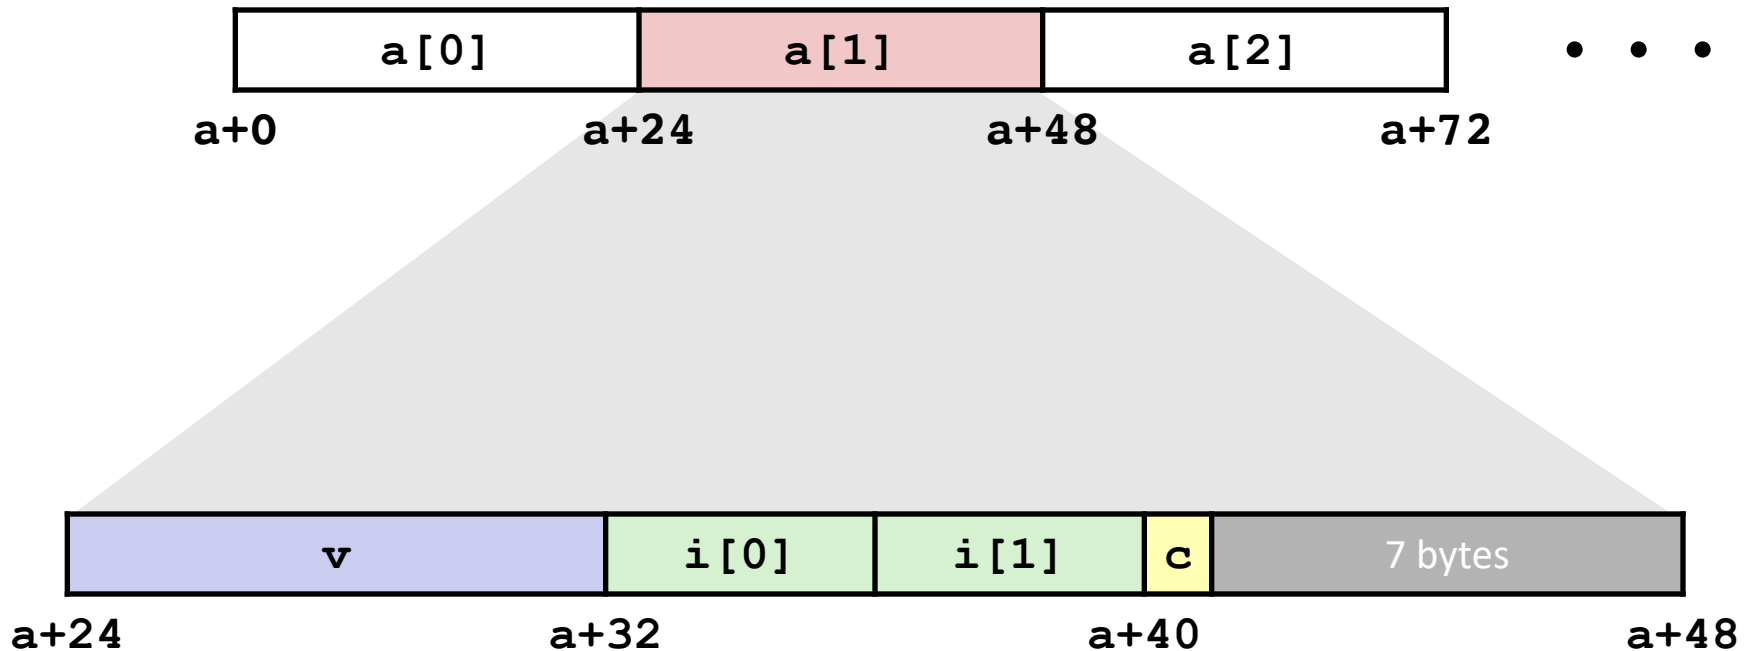 a[0] a[1] a[2] • • •
a+0 a+24 a+48 a+72
v i[0] i[1] c 7 bytes
a+24 a+32 a+40 a+48